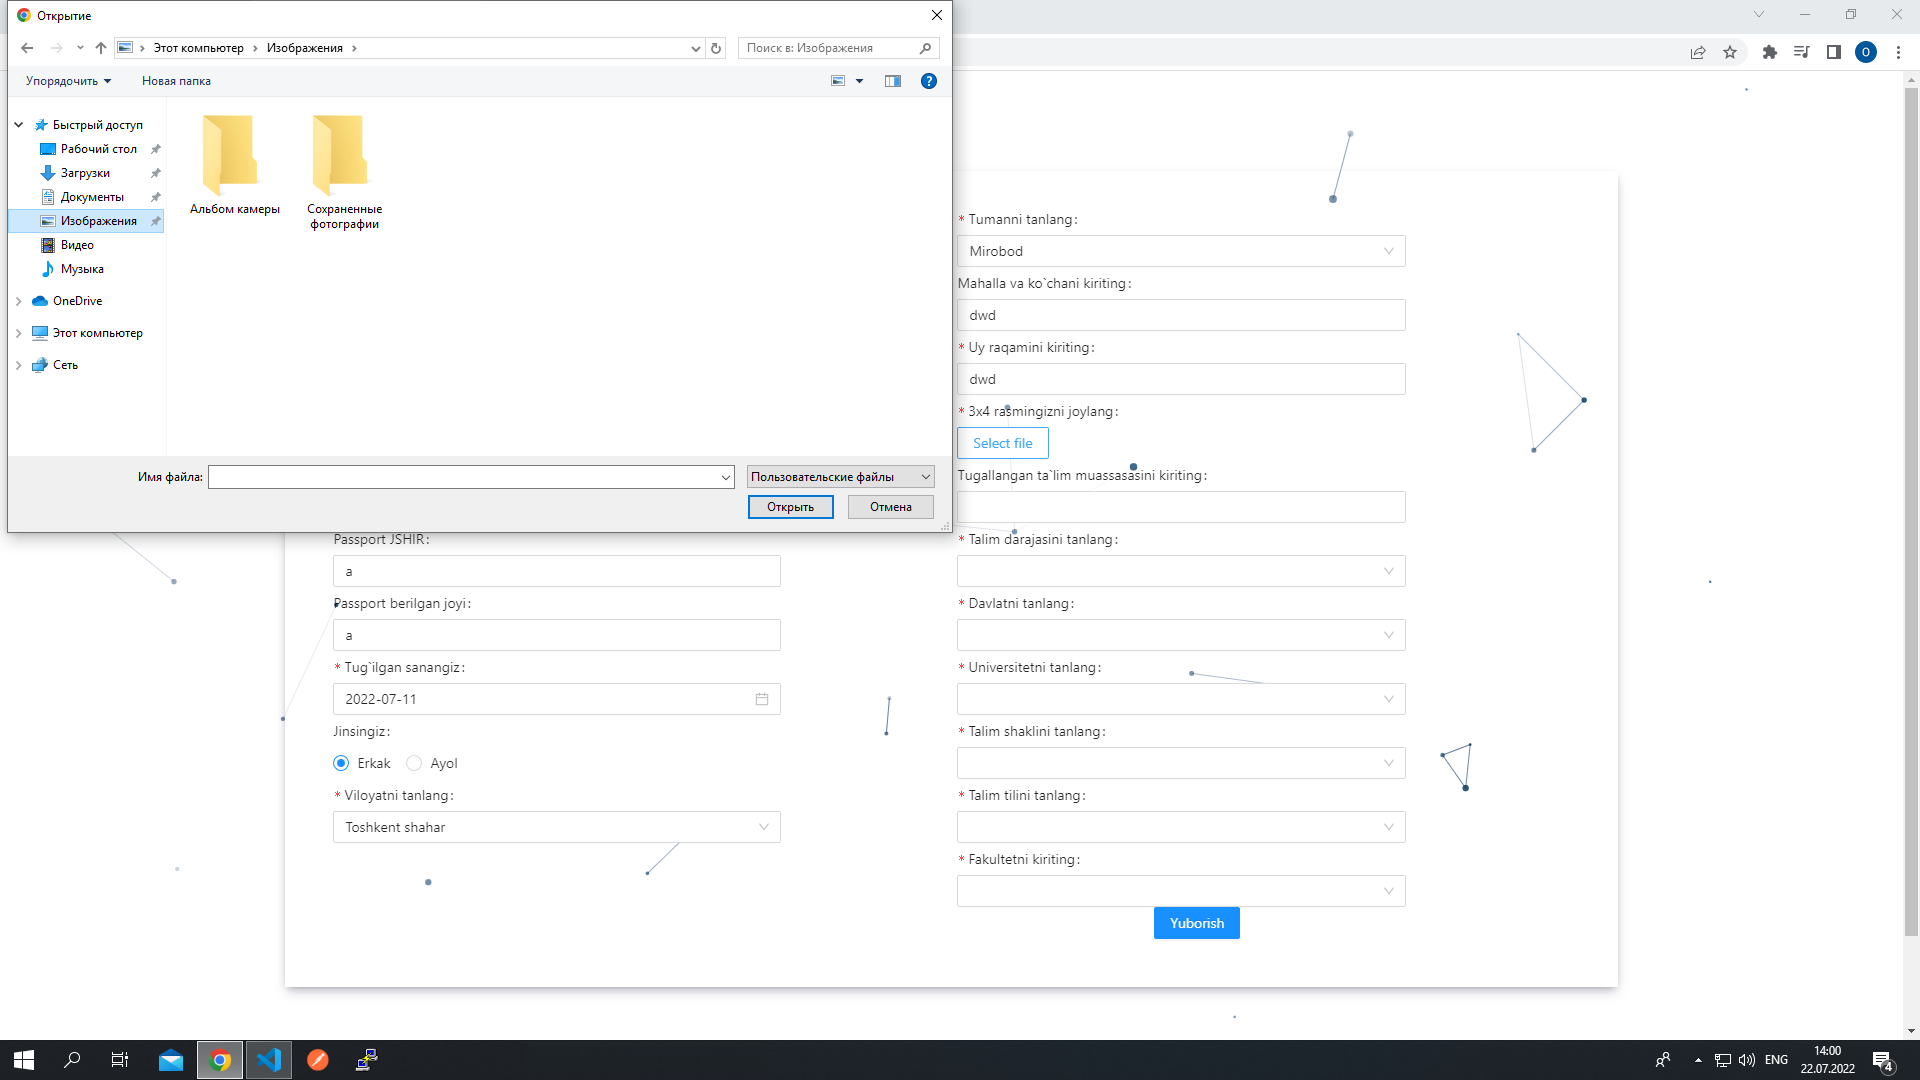 Открытие
Этот компьютер
Изображения
Поиск в: Изображения
Упорядочить
Новая папка
Быстрый доступ
Рабочий стол
Загрузки
Документы
Изображения
Видео
Музыка
OneDrive
Этот компьютер
Сеть
Альбом камеры
Сохраненные
фотографии
Имя файла:
Пользовательские файлы
Открыть
Отмена
O
Passport JSHIR:
a
Passport berilgan joyi:
a
* Tug`ilgan sanangiz:
2022-07-11
Jinsingiz:
Erkak
Ayol
* Viloyatni tanlang:
Toshkent shahar
* Tumanni tanlang:
Mirobod
Mahalla va ko`chani kiriting:
dwd
* Uy raqamini kiriting:
dwd
* 3x4 rasmingizni joylang:
Select file
Tugallangan ta`lim muassasasini kiriting:
* Talim darajasini tanlang:
* Davlatni tanlang:
* Universitetni tanlang:
* Talim shaklini tanlang:
* Talim tilini tanlang:
* Fakultetni kiriting:
Yuborish
ENG
14:00
22.07.2022
4